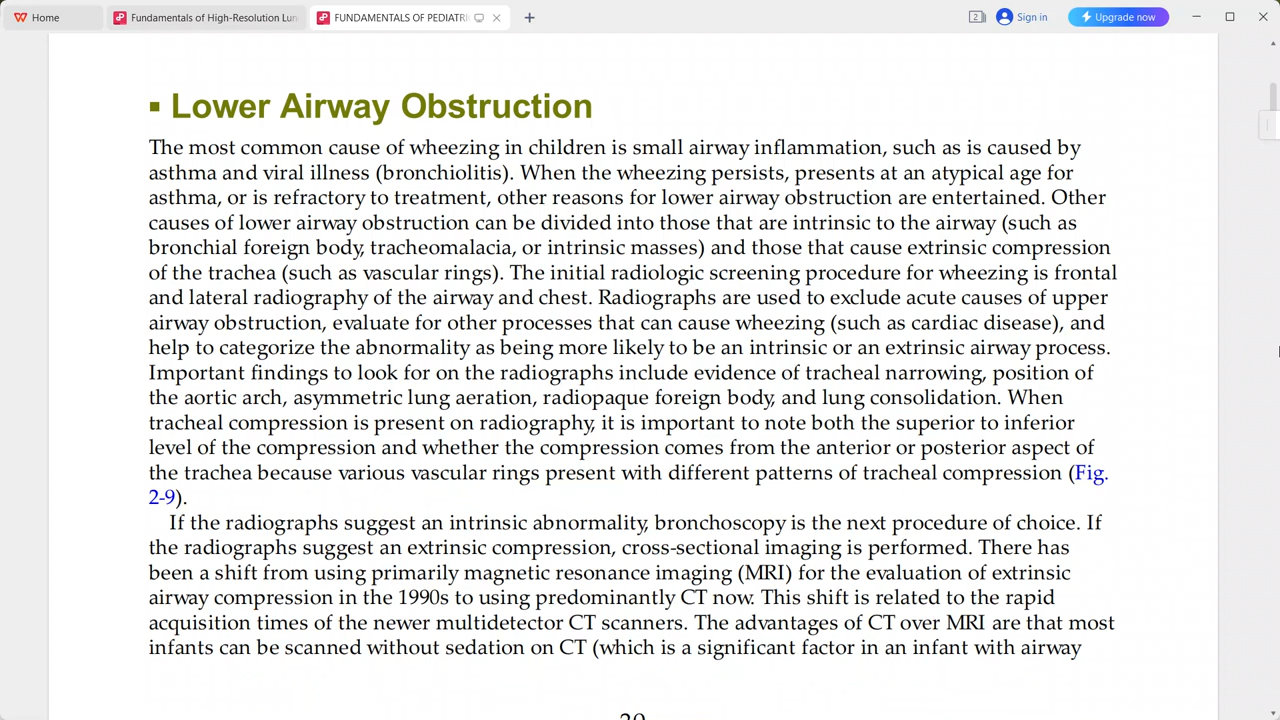 Home
Fundamentals of High-Resolution Lun
FUNDAMENTALS OF PEDIATRI
2
Sign in
Upgrade now
▪ Lower Airway Obstruction
The most common cause of wheezing in children is small airway inflammation, such as is caused by
asthma and viral illness (bronchiolitis). When the wheezing persists, presents at an atypical age for
asthma, or is refractory to treatment, other reasons for lower airway obstruction are entertained. Other
causes of lower airway obstruction can be divided into those that are intrinsic to the airway (such as
bronchial foreign body, tracheomalacia, or intrinsic masses) and those that cause extrinsic compression
of the trachea (such as vascular rings). The initial radiologic screening procedure for wheezing is frontal
and lateral radiography of the airway and chest. Radiographs are used to exclude acute causes of upper
airway obstruction, evaluate for other processes that can cause wheezing (such as cardiac disease), and
help to categorize the abnormality as being more likely to be an intrinsic or an extrinsic airway process.
Important findings to look for on the radiographs include evidence of tracheal narrowing, position of
the aortic arch, asymmetric lung aeration, radiopaque foreign body, and lung consolidation. When
tracheal compression is present on radiography, it is important to note both the superior to inferior
level of the compression and whether the compression comes from the anterior or posterior aspect of
the trachea because various vascular rings present with different patterns of tracheal compression (Fig.
2-9).
If the radiographs suggest an intrinsic abnormality, bronchoscopy is the next procedure of choice. If
the radiographs suggest an extrinsic compression, cross-sectional imaging is performed. There has
been a shift from using primarily magnetic resonance imaging (MRI) for the evaluation of extrinsic
airway compression in the 1990s to using predominantly CT now. This shift is related to the rapid
acquisition times of the newer multidetector CT scanners. The advantages of CT over MRI are that most
infants can be scanned without sedation on CT (which is a significant factor in an infant with airway